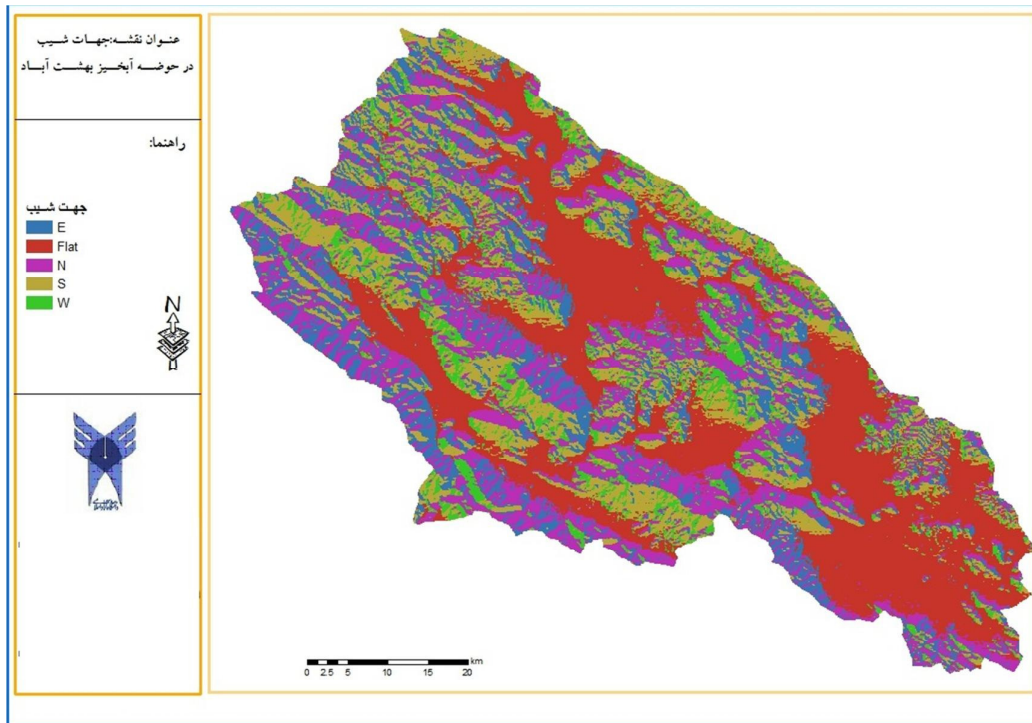 عنوان نقشه:جهات شیب
در حوضه آبخیز بهشت آباد
راهنما:
جهت شیب
E
Flat
N
S
W
N
0 2.5 5 10 15 20 km